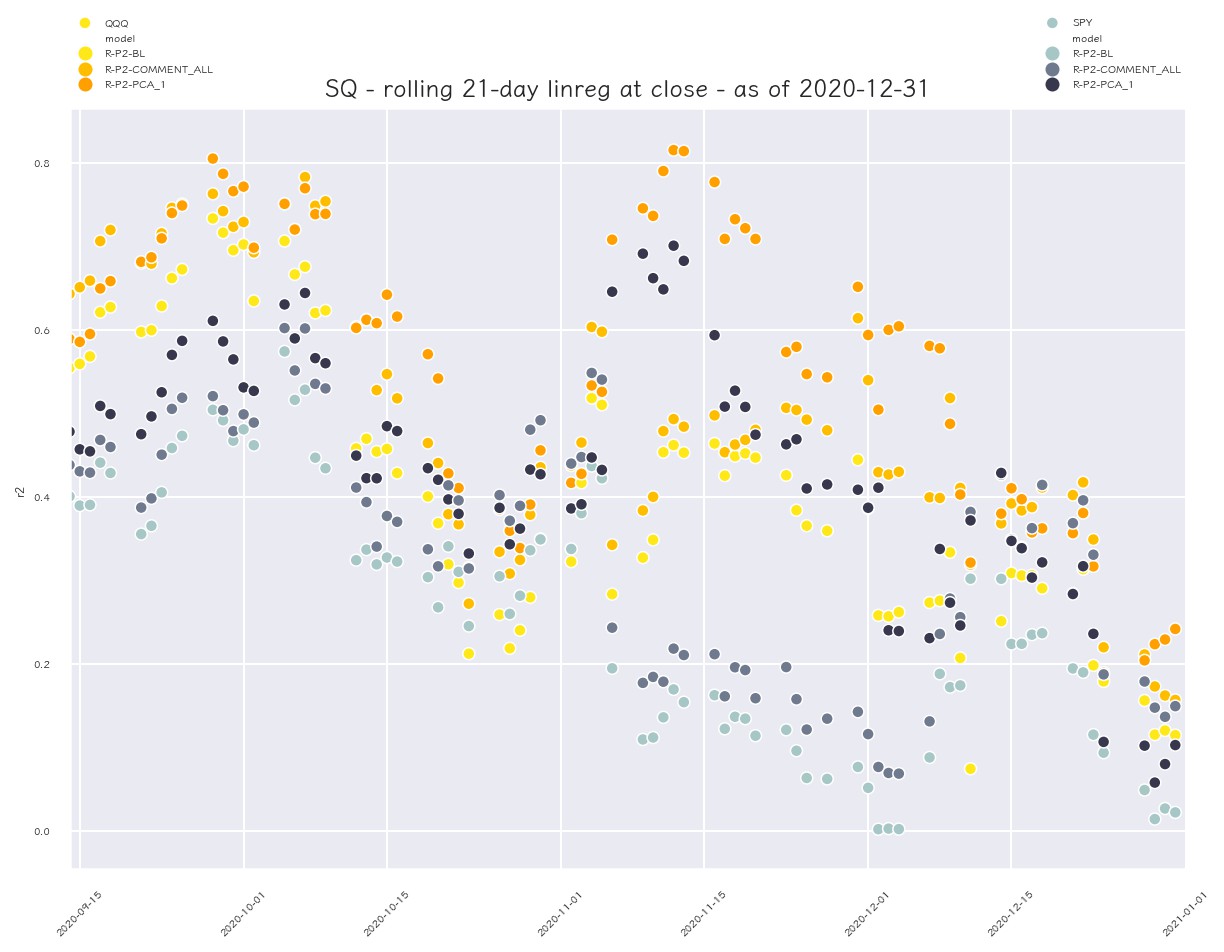 QQQ
model
R-P2-BL
R-P2-COMMENT_ALL
R-P2-PCA_1
SPY
model
R-P2-BL
R-P2-COMMENT_ALL
R-P2-PCA_1
SQ - rolling 21-day linreg at close - as of 2020-12-31
0.8
0.6
r2
0.4
0.2
0.0
2020-09-15
2020-10-01
2020-10-15
2020-11-01
2020-11-15
2020-12-01
2020-12-15
2021-01-01